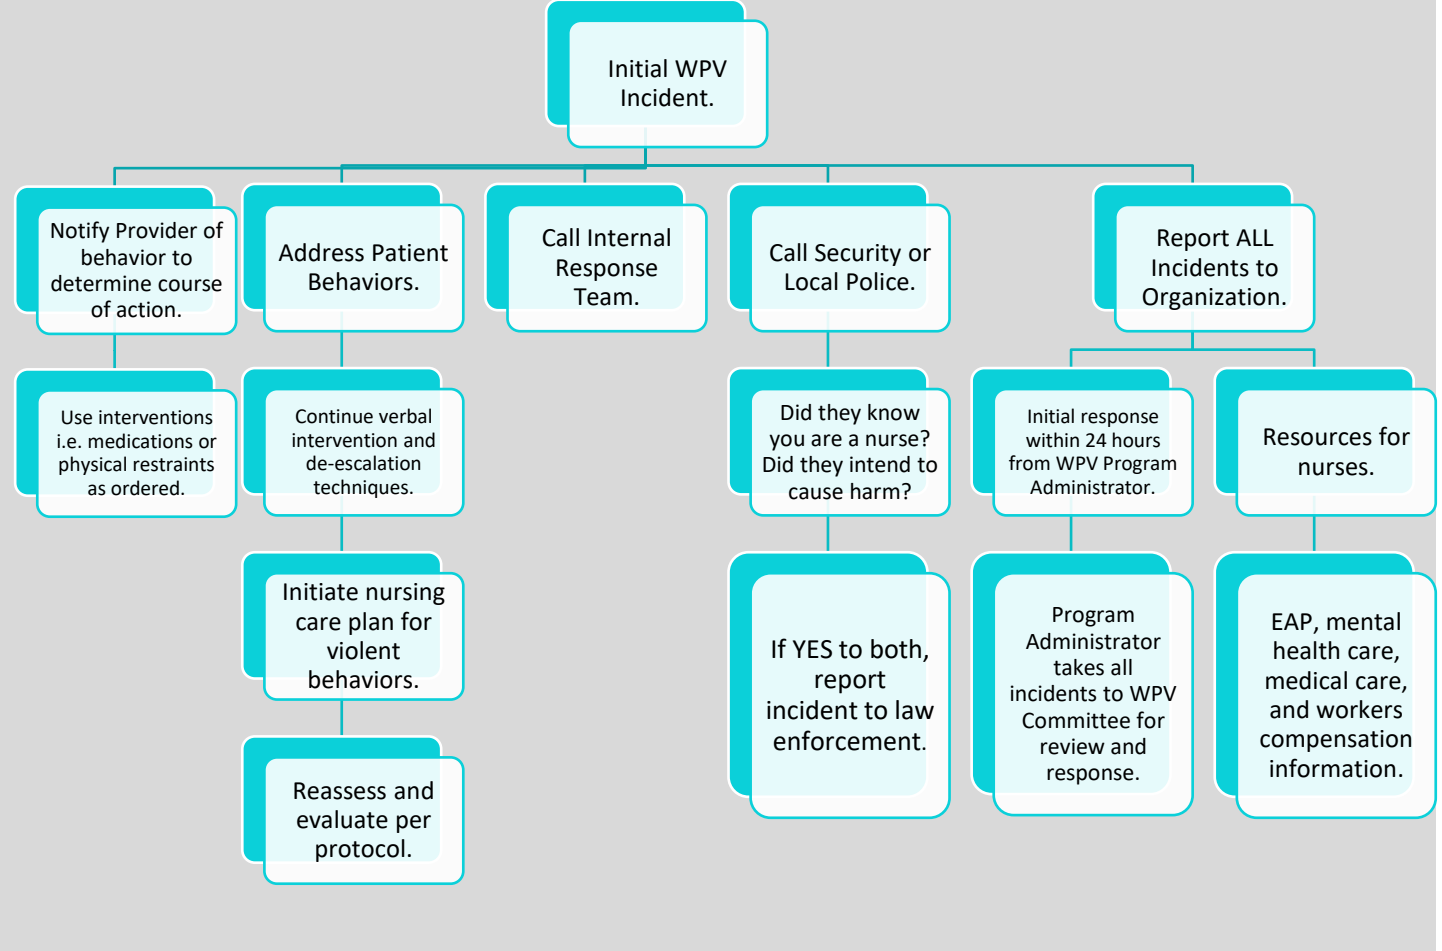 Initial WPV
Incident.
Notify Provider of
behavior to
determine course
of action.
Address Patient
Behaviors.
Call Internal
Response
Team.
Call Security or
Local Police.
Report ALL
Incidents to
Organization.
Use interventions
i.e. medications or
physical restraints
as ordered.
Continue verbal
intervention and
de-escalation
techniques.
Did they know
you are a nurse?
Did they intend to
cause harm?
Initial response
within 24 hours
from WPV Program
Administrator.
Resources for
nurses.
Initiate nursing
care plan for
violent
behaviors.
If YES to both,
report
incident to law
enforcement.
Program
Administrator
takes all
incidents to WPV
Committee for
review and
response.
EAP, mental
health care,
medical care,
and workers
compensation
information.
Reassess and
evaluate per
protocol.